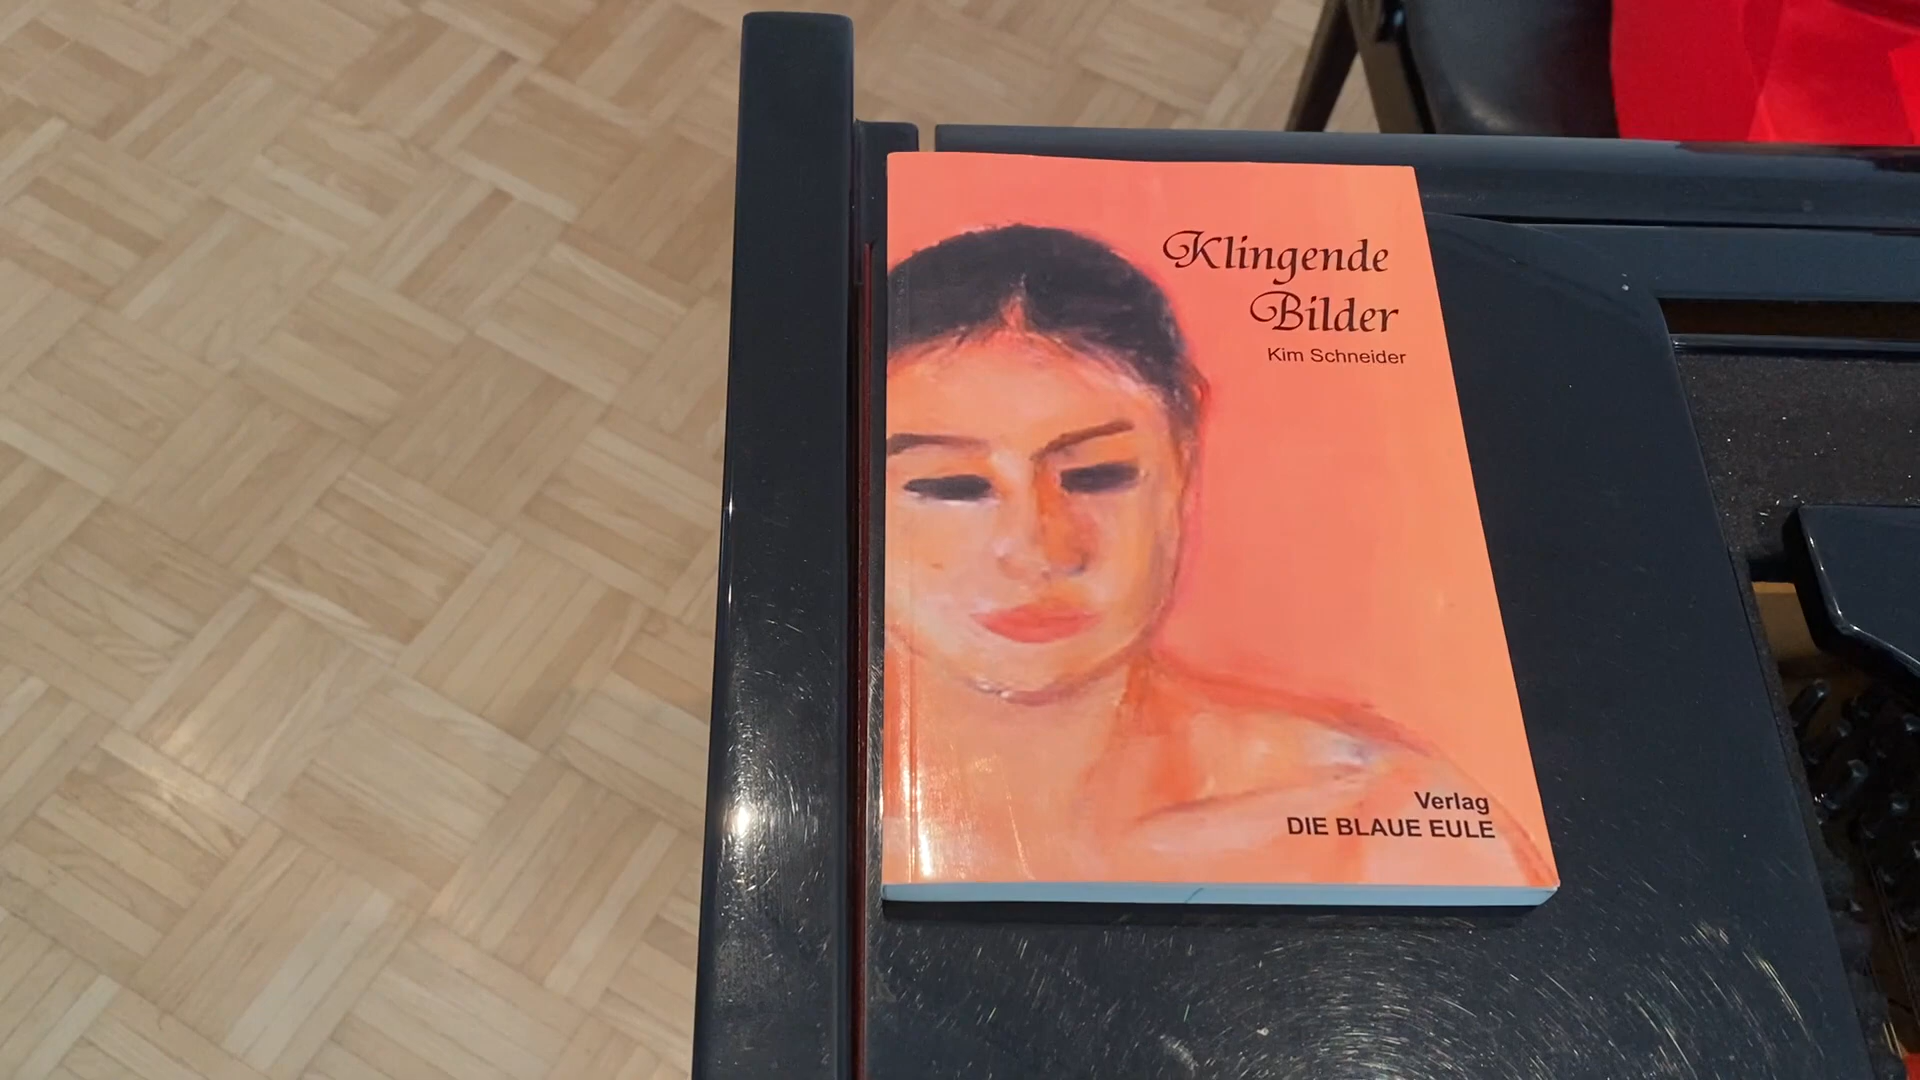 Klingende
Bilder
Kim Schneider
Verlag
DIE BLAUE EULE